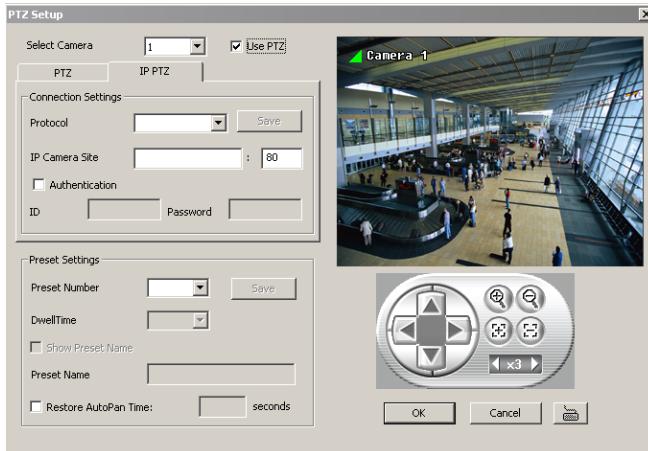 PTZ Setup
Select Camera 1 Use PTZ
PTZ IP PTZ
Connection Settings
Protocol Save
IP Camera Site : 80
Authentication
ID Password
Preset Settings
Preset Number Save
DwellTime
Show Preset Name
Preset Name
Restore AutoPan Time: seconds
Camera 1
x3
OK Cancel